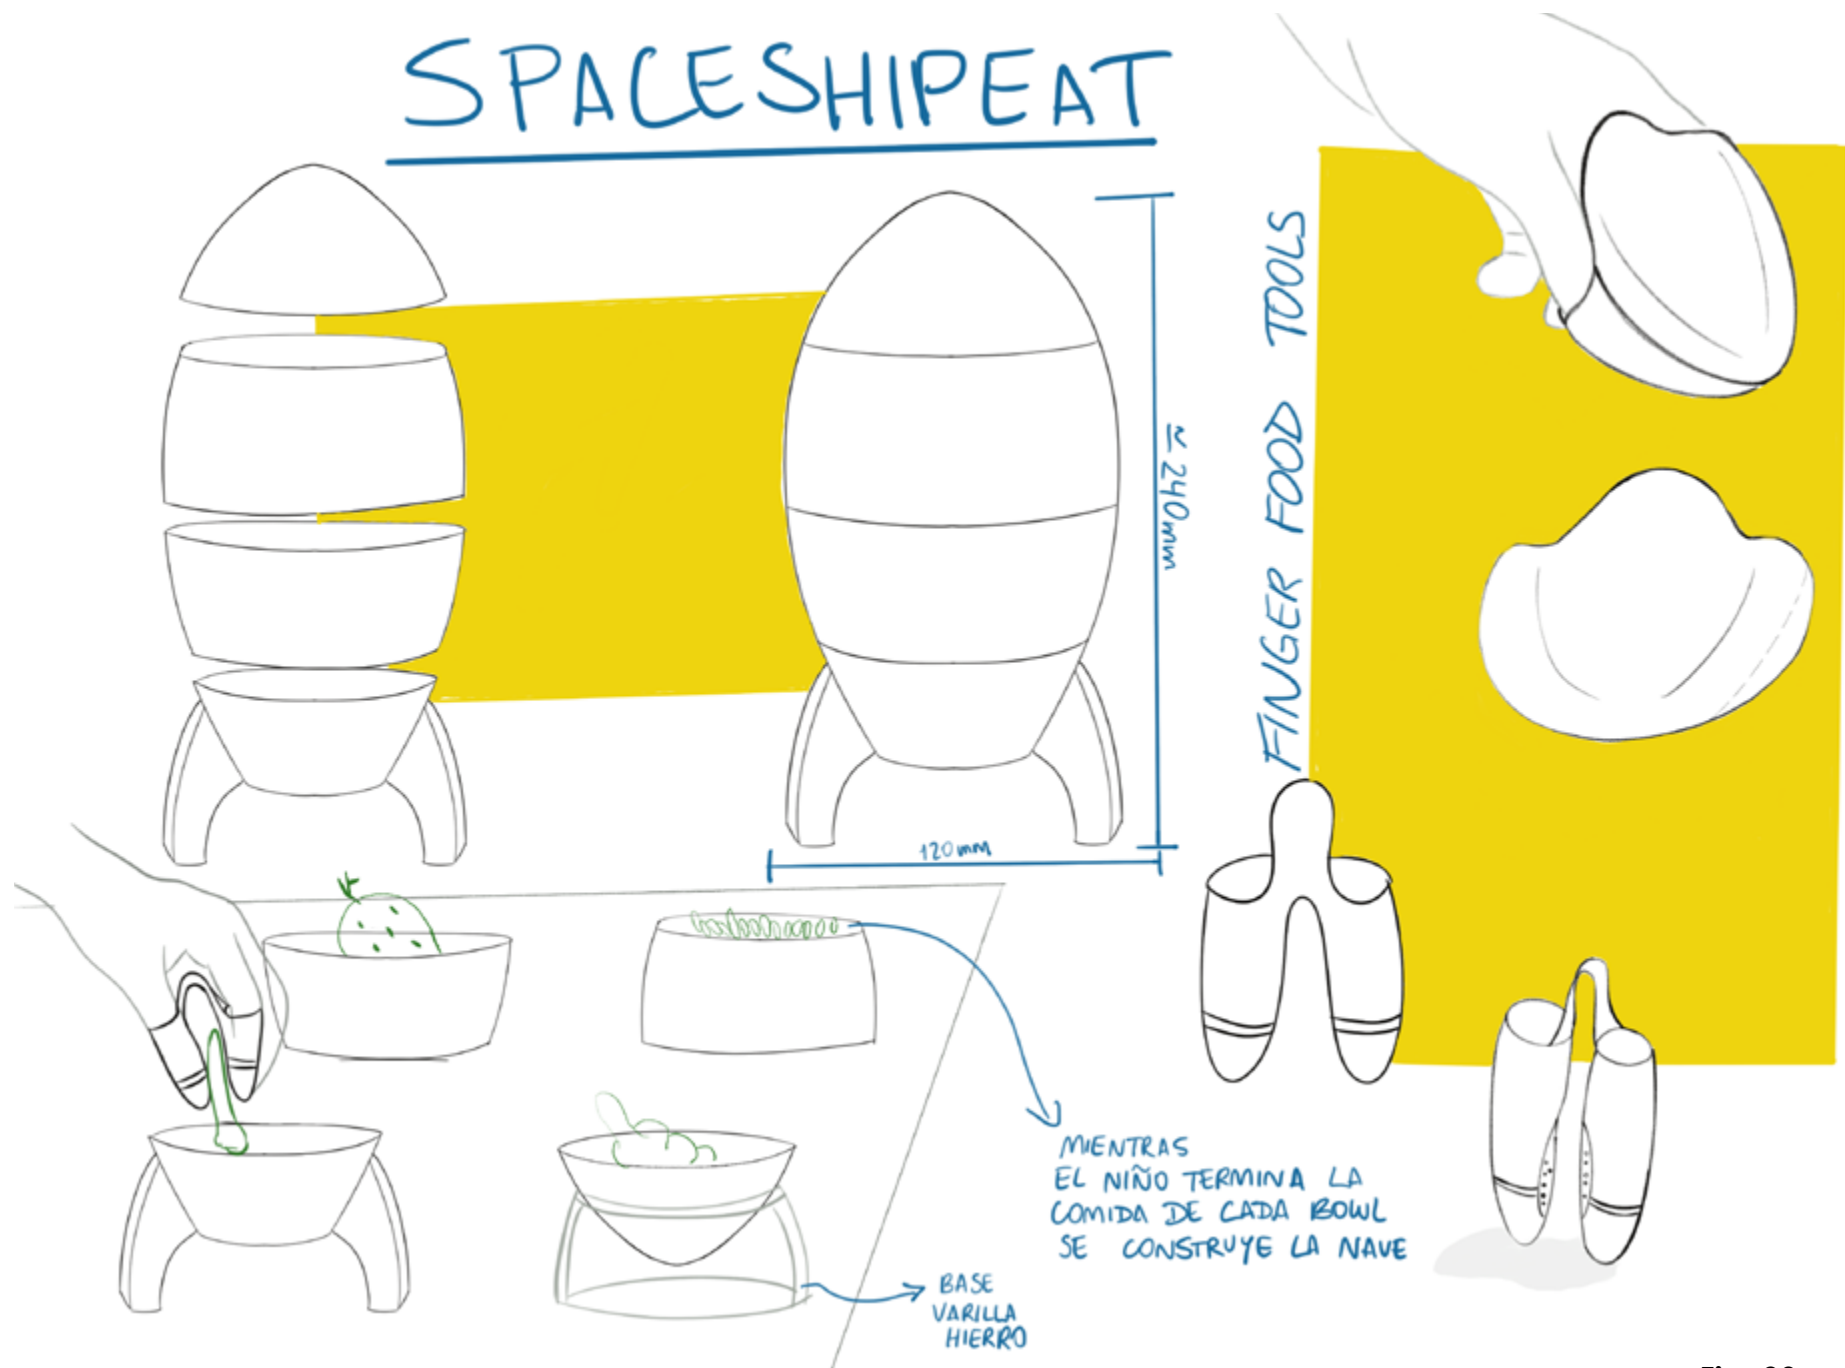 SPACESHIPEAT
≃ 240mm
120mm
FINGER FOOD TOOLS
MIENTRAS
EL NIÑO TERMINA LA
COMIDA DE CADA BOWL
SE CONSTRUYE LA NAVE
BASE
VARILLA
HIERRO